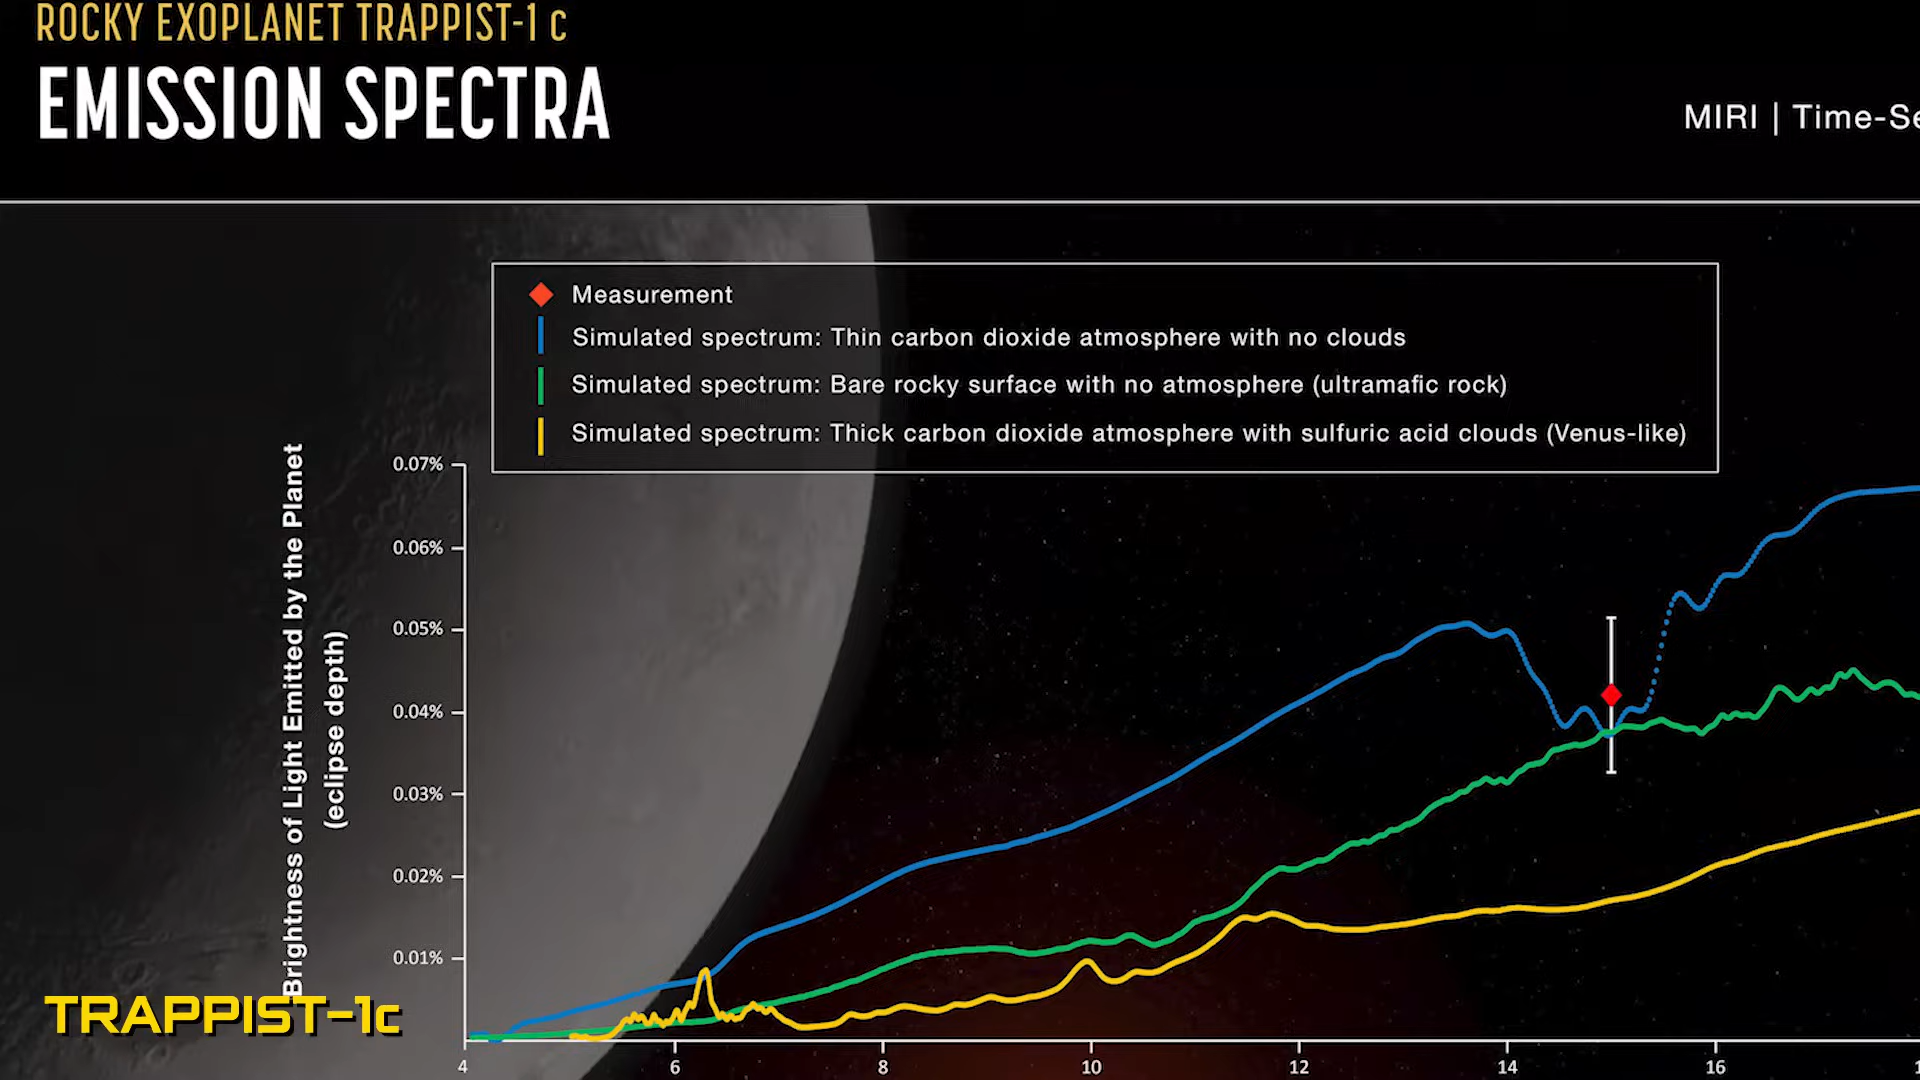 ROCKY EXOPLANET TRAPPIST-1 c
EMISSION SPECTRA
MIRI | Time-Se
Measurement
Simulated spectrum: Thin carbon dioxide atmosphere with no clouds
Simulated spectrum: Bare rocky surface with no atmosphere (ultramafic rock)
Simulated spectrum: Thick carbon dioxide atmosphere with sulfuric acid clouds (Venus-like)
Brightness of Light Emitted by the Planet
(eclipse depth)
0.07%
0.06%
0.05%
0.04%
0.03%
0.02%
0.01%
4
6
8
10
12
14
16
TRAPPIST-1c